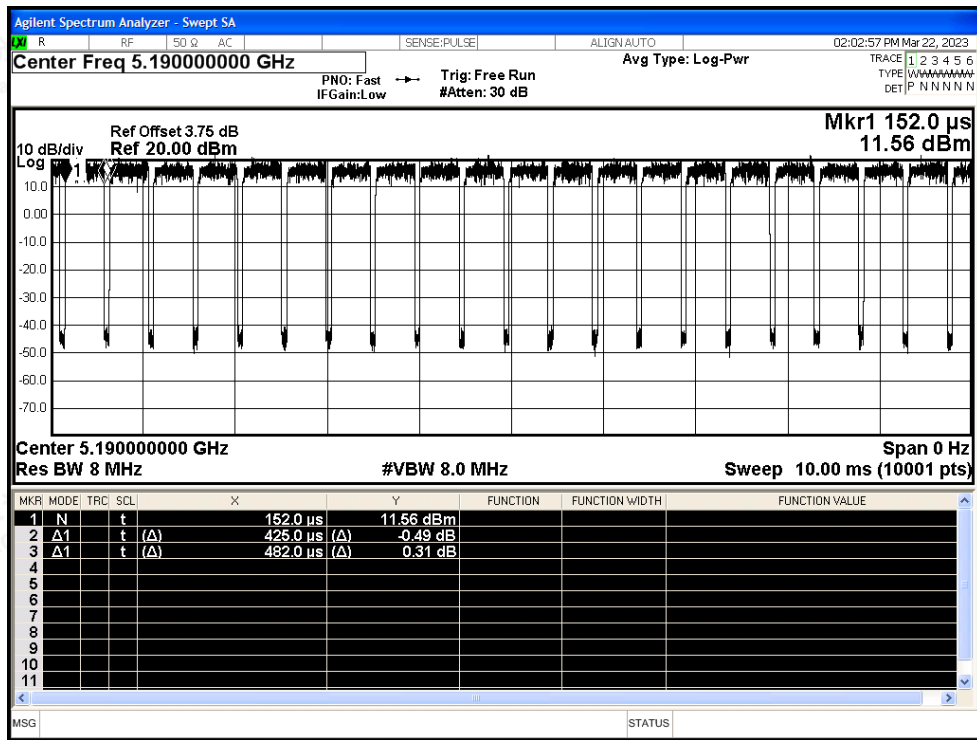 Agilent Spectrum Analyzer - Swept SA
LXI R RF 50 Ω AC SENSE:PULSE ALIGN AUTO 02:02:57 PM Mar 22, 2023
Center Freq 5.190000000 GHz
PNO: Fast
IFGain:Low
Trig: Free Run
#Atten: 30 dB
Avg Type: Log-Pwr
TRACE 1 2 3 4 5 6
TYPE WWWWWW
DET P N N N N N
Mkr1 152.0 µs
11.56 dBm
Ref Offset 3.75 dB
10 dB/div Ref 20.00 dBm
Log
1
10.0
0.00
-10.0
-20.0
-30.0
-40.0
-50.0
-60.0
-70.0
Center 5.190000000 GHz Span 0 Hz
Res BW 8 MHz #VBW 8.0 MHz Sweep 10.00 ms (10001 pts)
MKR MODE TRC SCL X Y FUNCTION FUNCTION WIDTH FUNCTION VALUE
1 N t 152.0 µs 11.56 dBm
2 Δ1 t (Δ) 425.0 µs (Δ) -0.49 dB
3 Δ1 t (Δ) 482.0 µs (Δ) 0.31 dB
4
5
6
7
8
9
10
11
MSG STATUS